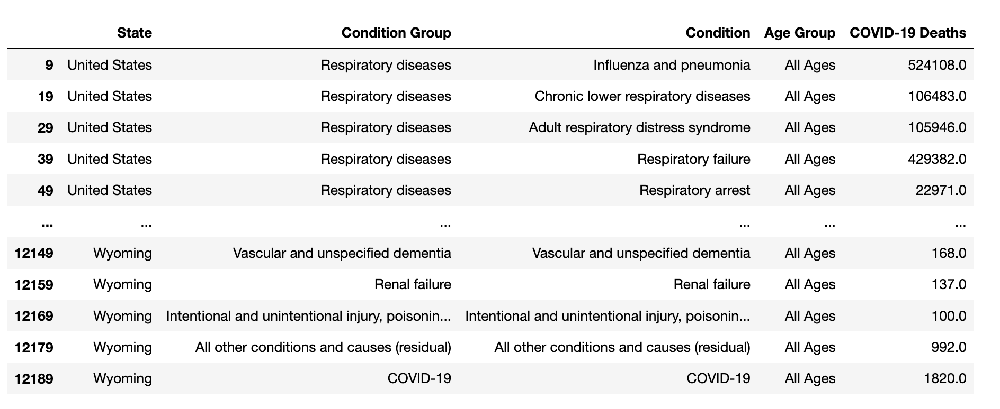 State Condition Group Condition Age Group COVID-19 Deaths
9 United States Respiratory diseases Influenza and pneumonia All Ages 524108.0
19 United States Respiratory diseases Chronic lower respiratory diseases All Ages 106483.0
29 United States Respiratory diseases Adult respiratory distress syndrome All Ages 105946.0
39 United States Respiratory diseases Respiratory failure All Ages 429382.0
49 United States Respiratory diseases Respiratory arrest All Ages 22971.0
... ... ... ... ... ...
12149 Wyoming Vascular and unspecified dementia Vascular and unspecified dementia All Ages 168.0
12159 Wyoming Renal failure Renal failure All Ages 137.0
12169 Wyoming Intentional and unintentional injury, poisonin... Intentional and unintentional injury, poisonin... All Ages 100.0
12179 Wyoming All other conditions and causes (residual) All other conditions and causes (residual) All Ages 992.0
12189 Wyoming COVID-19 COVID-19 All Ages 1820.0